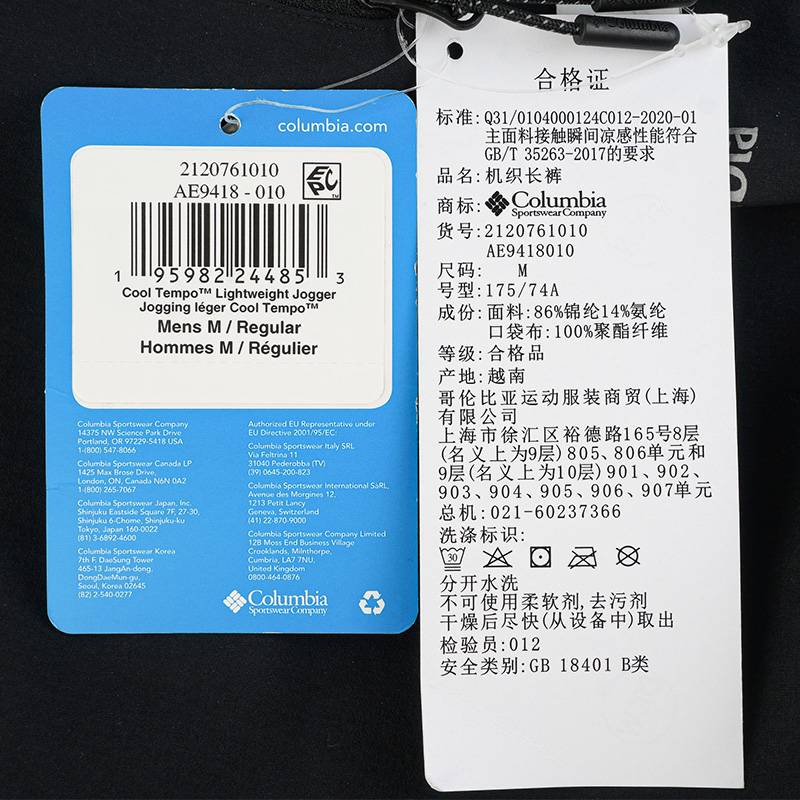 columbia.com
2120761010
AE9418 - 010
EPC
1 95982 22448 5 3
Cool Tempo™ Lightweight Jogger
Jogging léger Cool Tempo™
Mens M / Regular
Hommes M / Régulier
Columbia Sportswear Company
14375 NW Science Park Drive
Portland, OR 97229-5418 USA
1-(800) 547-8066
Columbia Sportswear Canada LP
1425 Max Brose Drive,
London, ON, Canada N6N 0A2
1-(800) 265-7067
Columbia Sportswear Japan, Inc.
Shinjuku Eastside Square 7F, 27-30,
Shinjuku 6-Chome, Shinjuku-ku
Tokyo, Japan 160-0022
(81) 3-6892-4600
Columbia Sportswear Korea
7th F. DaeSung Tower
465-13 JangAn-dong.
DongDaeMun-gu,
Seoul, Korea 02645
(82) 2-540-0277
Authorized EU Representative under
EU Directive 2001/95/EC:
Columbia Sportswear Italy SRL
Via Feltrina 11
31040 Pederobba (TV)
(39) 0645-200-823
Columbia Sportswear International SàRL,
Avenue des Morgines 12,
1213 Petit Lancy
Geneva, Switzerland
(41) 22-870-9000
Columbia Sportswear Company Limited
12B Moss End Business Village
Crooklands, Milnthorpe,
Cumbria, LA7 7NU,
United Kingdom
0800-464-0876
Columbia
Sportswear Company
Columbia
合格证
标准:Q31/0104000124C012-2020-01
主面料接触瞬间凉感性能符合
GB/T 35263-2017的要求
品名:机织长裤
商标:Columbia
Sportswear Company
货号:2120761010
AE9418010
尺码: M
号型:175/74A
成份:面料:86%锦纶14%氨纶
口袋布:100%聚酯纤维
等级:合格品
产地:越南
哥伦比亚运动服装商贸(上海)
有限公司
上海市徐汇区裕德路165号8层
(名义上为9层)805、806单元和
9层(名义上为10层)901、902、
903、904、905、906、907单元
总机:021-60237366
洗涤标识:
30
分开水洗
不可使用柔软剂,去污剂
干燥后尽快(从设备中)取出
检验员:012
安全类别:GB 18401 B类